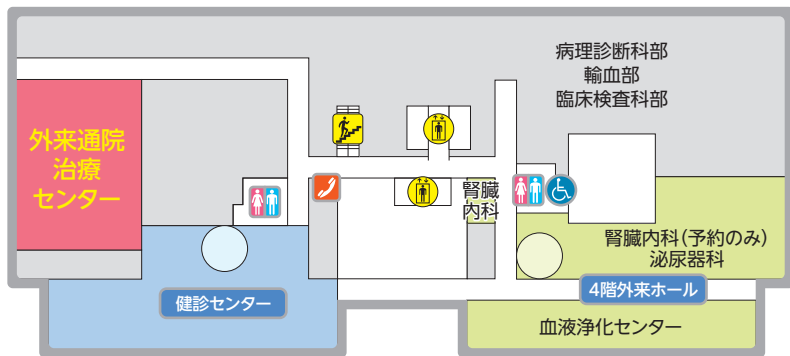 病理診断科部
輸血部
臨床検査科部
外来通院
治療
センター
腎臓
内科
腎臓内科(予約のみ)
泌尿器科
健診センター
4階外来ホール
血液浄化センター